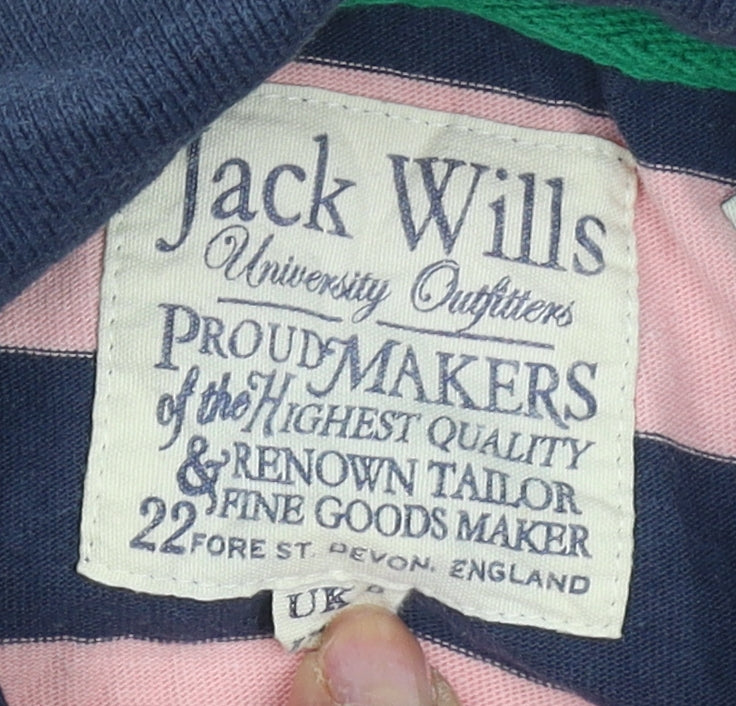 Jack Wills
University Outfitters
PROUD MAKERS
of the HIGHEST QUALITY
& RENOWN TAILOR
FINE GOODS MAKER
22 FORE ST. DEVON. ENGLAND
UK